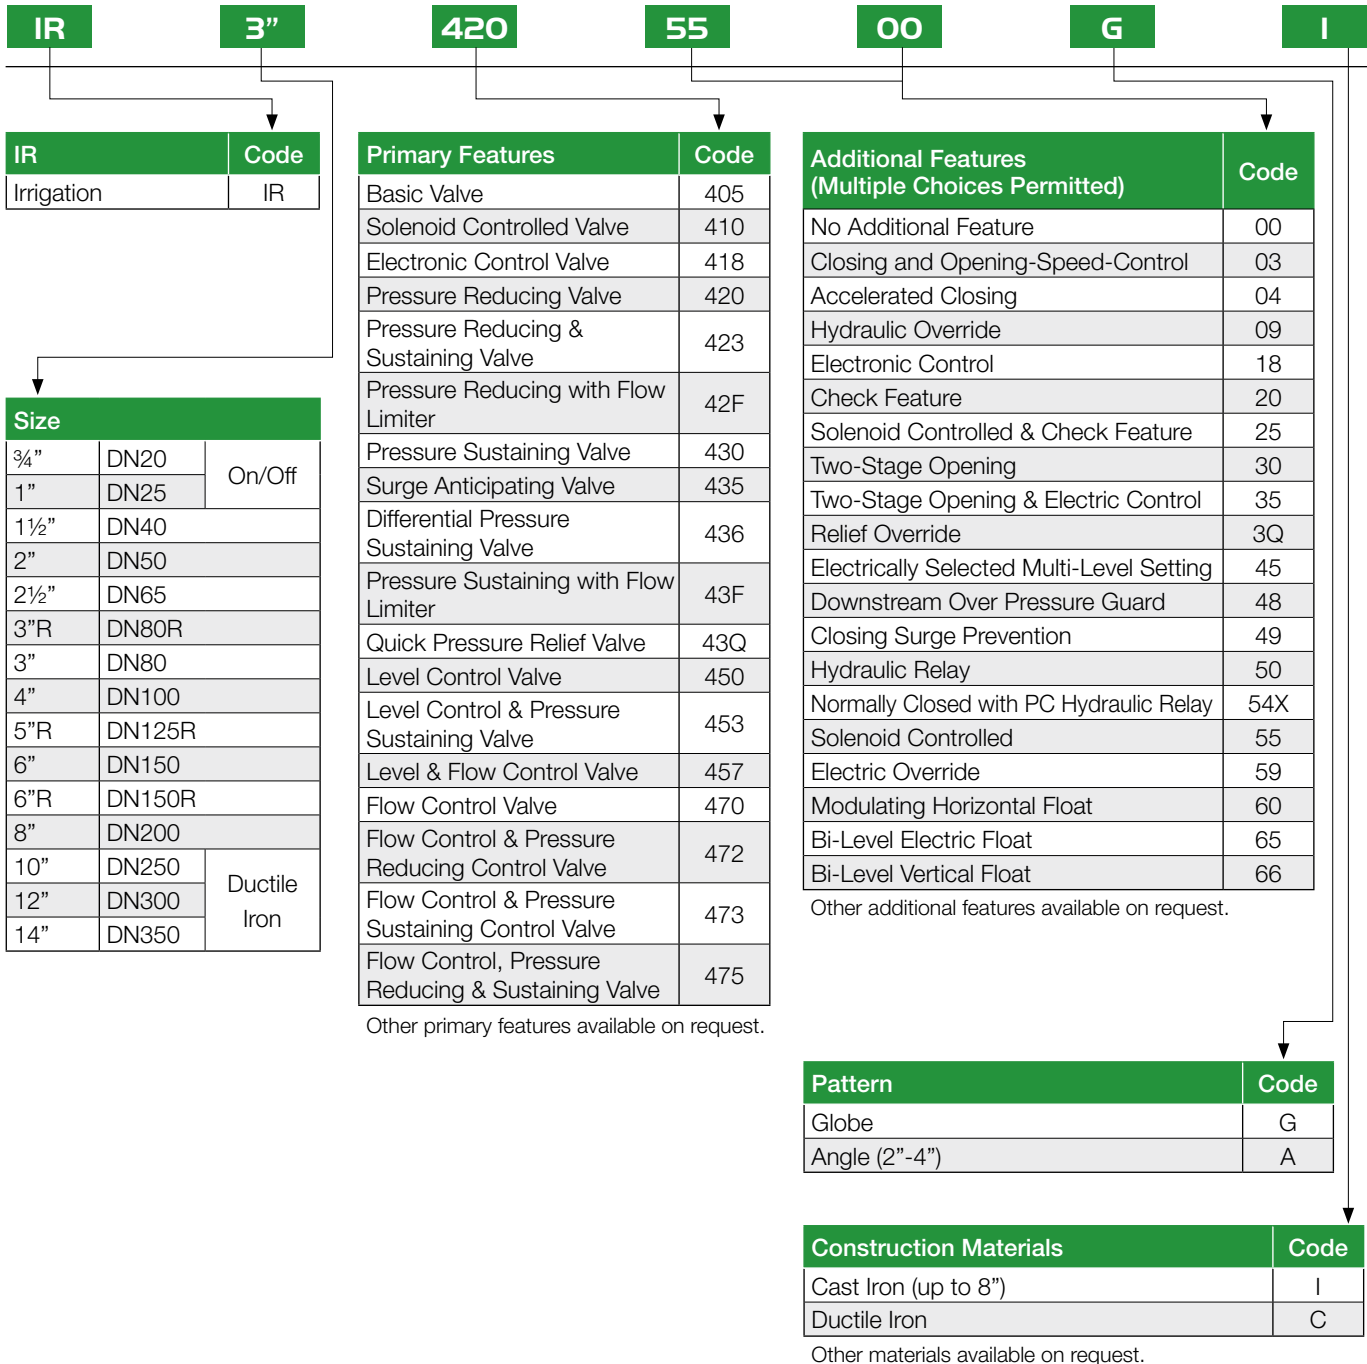 IR 3” 420 55 00 G I
IR Code
Irrigation IR
Size
¾” DN20 On/Off
1” DN25
1½” DN40
2” DN50
2½” DN65
3”R DN80R
3” DN80
4” DN100
5”R DN125R
6” DN150
6”R DN150R
8” DN200
10” DN250 Ductile Iron
12” DN300
14” DN350
Primary Features Code
Basic Valve 405
Solenoid Controlled Valve 410
Electronic Control Valve 418
Pressure Reducing Valve 420
Pressure Reducing &
Sustaining Valve 423
Pressure Reducing with Flow
Limiter 42F
Pressure Sustaining Valve 430
Surge Anticipating Valve 435
Differential Pressure
Sustaining Valve 436
Pressure Sustaining with Flow
Limiter 43F
Quick Pressure Relief Valve 43Q
Level Control Valve 450
Level Control & Pressure
Sustaining Valve 453
Level & Flow Control Valve 457
Flow Control Valve 470
Flow Control & Pressure
Reducing Control Valve 472
Flow Control & Pressure
Sustaining Control Valve 473
Flow Control, Pressure
Reducing & Sustaining Valve 475
Other primary features available on request.
Additional Features
(Multiple Choices Permitted) Code
No Additional Feature 00
Closing and Opening-Speed-Control 03
Accelerated Closing 04
Hydraulic Override 09
Electronic Control 18
Check Feature 20
Solenoid Controlled & Check Feature 25
Two-Stage Opening 30
Two-Stage Opening & Electric Control 35
Relief Override 3Q
Electrically Selected Multi-Level Setting 45
Downstream Over Pressure Guard 48
Closing Surge Prevention 49
Hydraulic Relay 50
Normally Closed with PC Hydraulic Relay 54X
Solenoid Controlled 55
Electric Override 59
Modulating Horizontal Float 60
Bi-Level Electric Float 65
Bi-Level Vertical Float 66
Other additional features available on request.
Pattern Code
Globe G
Angle (2”-4”) A
Construction Materials Code
Cast Iron (up to 8”) I
Ductile Iron C
Other materials available on request.